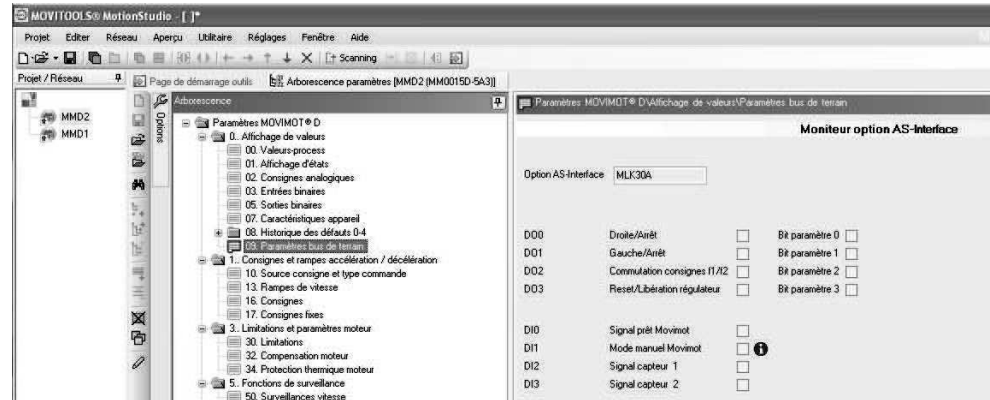 MOVITOOLS® MotionStudio - [ ]*
Projet Editer Réseau Aperçu Utilitaire Réglages Fenêtre Aide
Scanning
Projet / Réseau
Page de démarrage outils Arborescence paramètres [MMD2 (MM0015D-5A3)]
MMD2
MMD1
Options
Arborescence
Paramètres MOVIMOT® D
0.. Affichage de valeurs
00. Valeurs-process
01. Affichage d'états
02. Consignes analogiques
03. Entrées binaires
05. Sorties binaires
07. Caractéristiques appareil
08. Historique des défauts 0-4
09. Paramètres bus de terrain
1.. Consignes et rampes accélération / décélération
10. Source consigne et type commande
13. Rampes de vitesse
16. Consignes
17. Consignes fixes
3.. Limitations et paramètres moteur
30. Limitations
32. Compensation moteur
34. Protection thermique moteur
5.. Fonctions de surveillance
50. Surveillances vitesse
Paramètres MOVIMOT® D\Affichage de valeurs\Paramètres bus de terrain
Moniteur option AS-Interface
Option AS-Interface MLK30A
DO0 Droite/Arrêt Bit paramètre 0
DO1 Gauche/Arrêt Bit paramètre 1
DO2 Commutation consignes f1/f2 Bit paramètre 2
DO3 Reset/Libération régulateur Bit paramètre 3
DI0 Signal prêt Movimot
DI1 Mode manuel Movimot
DI2 Signal capteur 1
DI3 Signal capteur 2